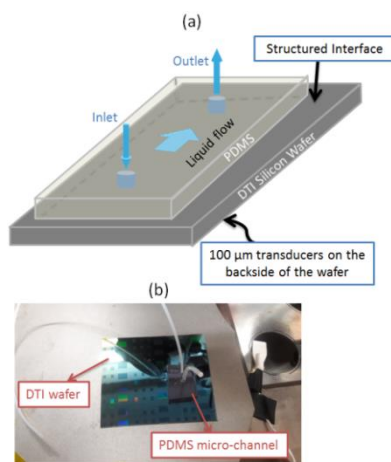 (a)
Structured Interface
Outlet
Inlet
Liquid flow
PDMS
DTI Silicon Wafer
100 µm transducers on the
backside of the wafer
(b)
DTI wafer
PDMS micro-channel